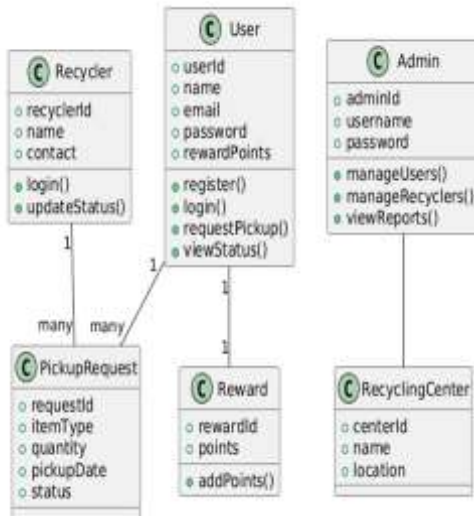 C User
userId
name
email
password
rewardPoints
register()
login()
requestPickup()
viewStatus()
C Recycler
recyclerId
name
contact
login()
updateStatus()
C Admin
adminId
username
password
manageUsers()
manageRecyclers()
viewReports()
1
1
1
many
many
1
C PickupRequest
requestId
itemType
quantity
pickupDate
status
C Reward
rewardId
points
addPoints()
C RecyclingCenter
centerId
name
location